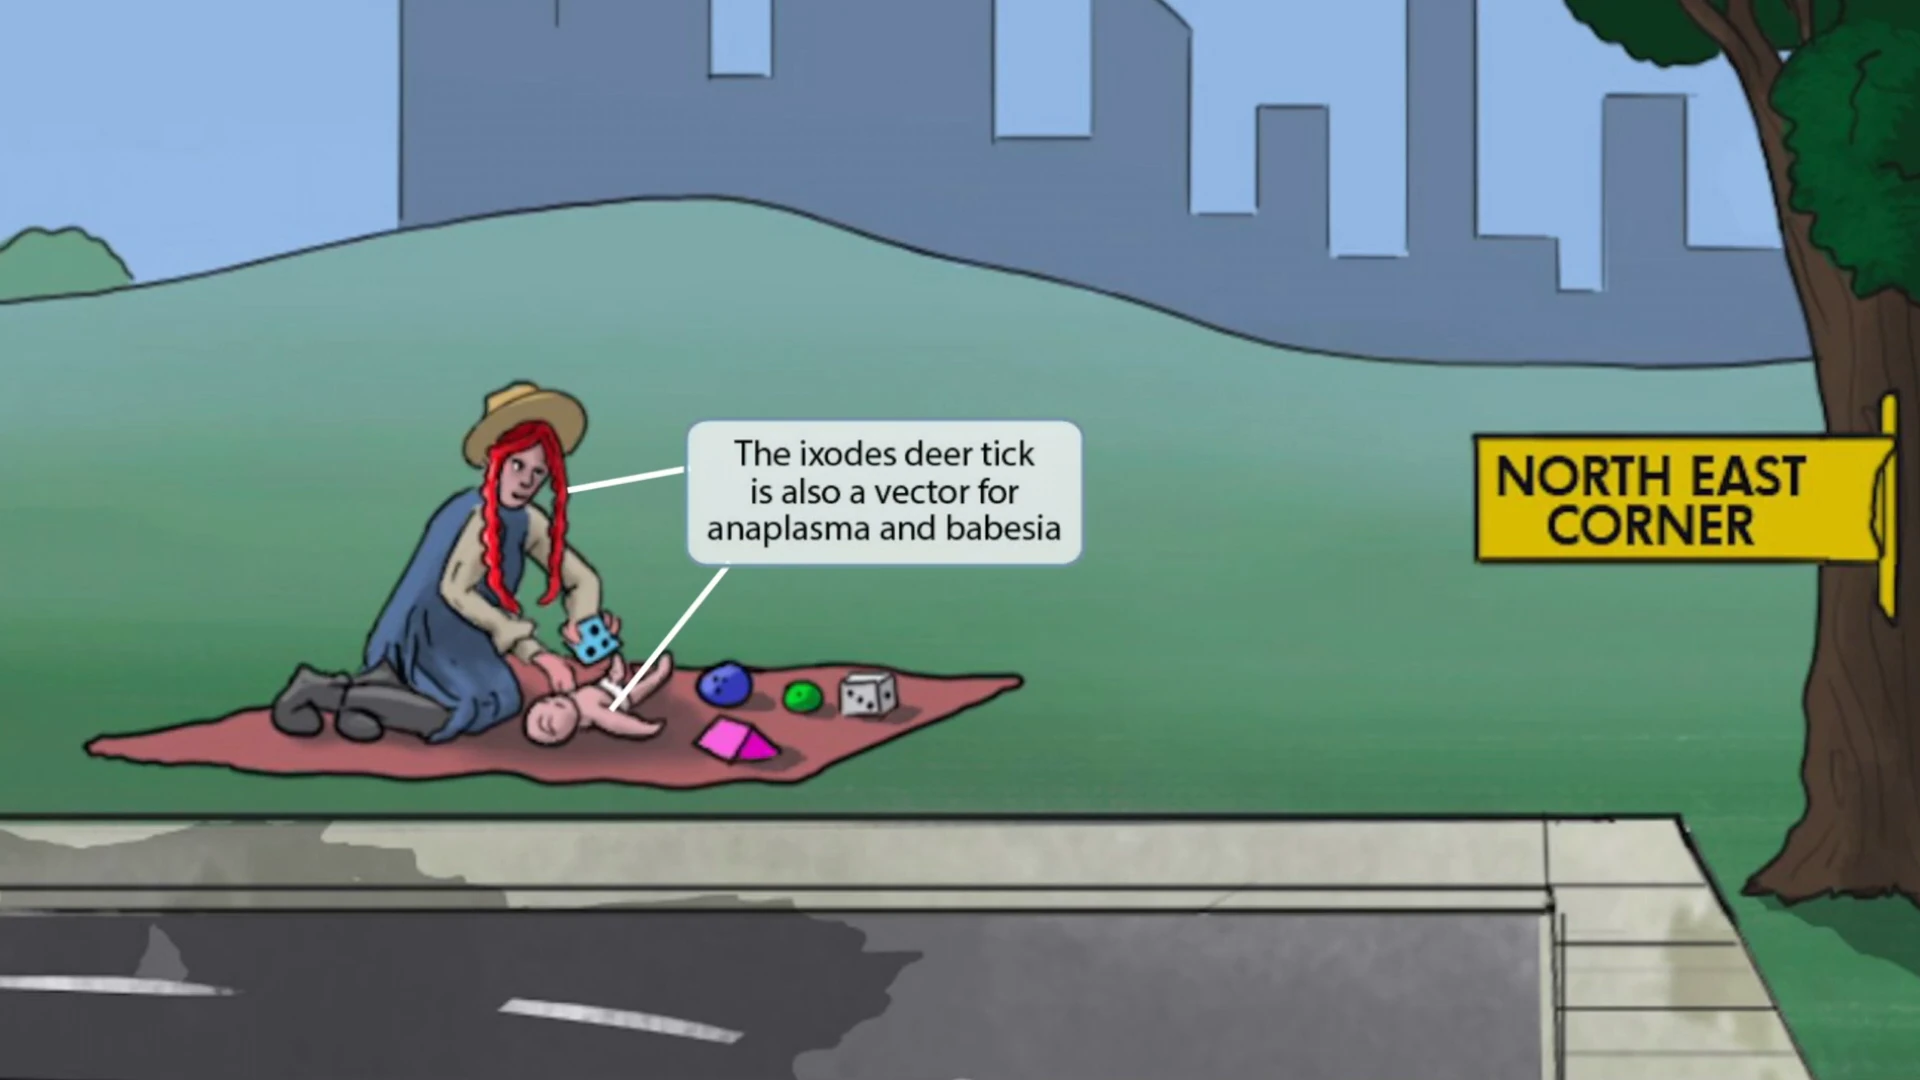 The ixodes deer tick
is also a vector for
anaplasma and babesia
NORTH EAST
CORNER